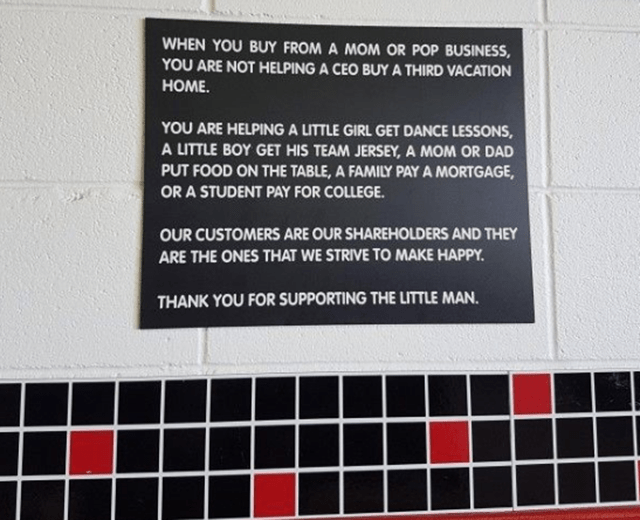 WHEN YOU BUY FROM A MOM OR POP BUSINESS,
YOU ARE NOT HELPING A CEO BUY A THIRD VACATION
HOME.
YOU ARE HELPING A LITTLE GIRL GET DANCE LESSONS,
A LITTLE BOY GET HIS TEAM JERSEY, A MOM OR DAD
PUT FOOD ON THE TABLE, A FAMILY PAY A MORTGAGE,
OR A STUDENT PAY FOR COLLEGE.
OUR CUSTOMERS ARE OUR SHAREHOLDERS AND THEY
ARE THE ONES THAT WE STRIVE TO MAKE HAPPY.
THANK YOU FOR SUPPORTING THE LITTLE MAN.